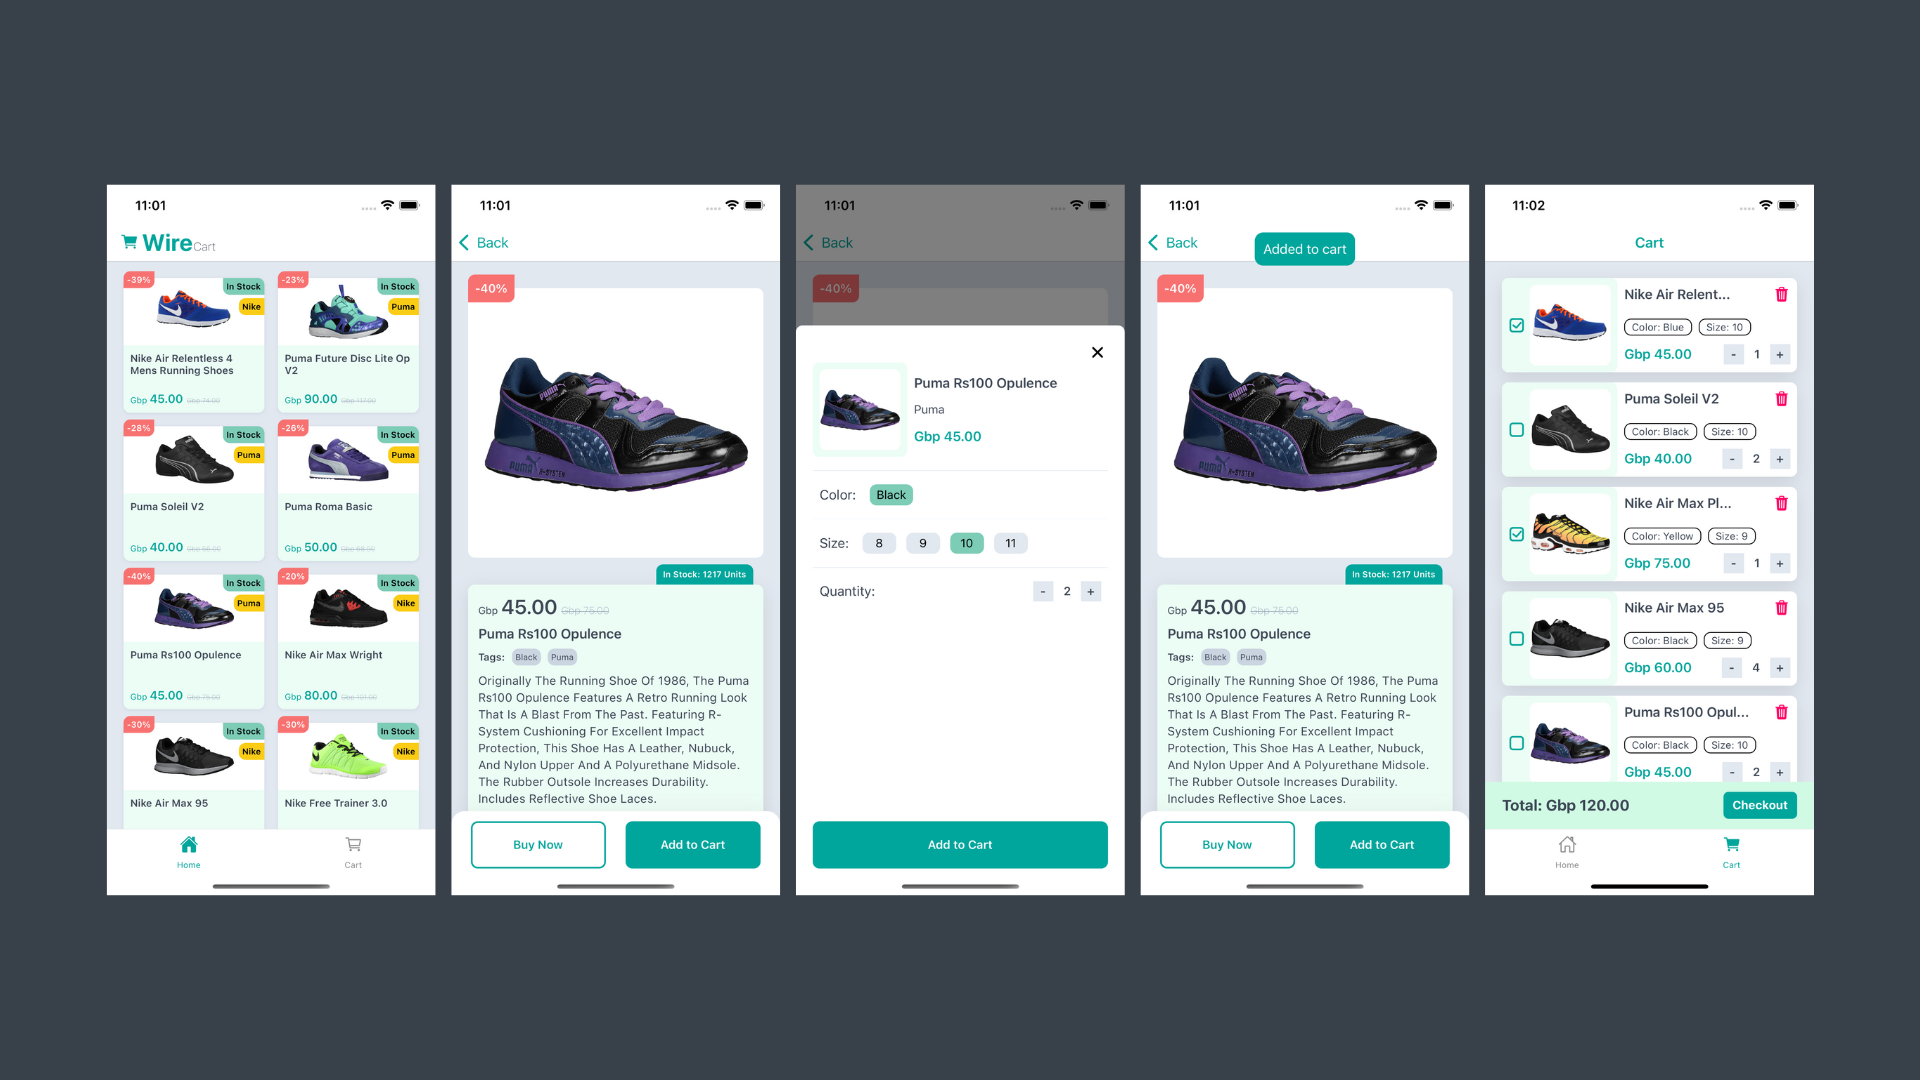 11:01
WireCart
-39%
In Stock
Nike
Nike Air Relentless 4
Mens Running Shoes
Gbp 45.00
-23%
In Stock
Puma
Puma Future Disc Lite Op
V2
Gbp 90.00
-28%
In Stock
Puma
Puma Soleil V2
Gbp 40.00
-26%
In Stock
Puma
Puma Roma Basic
Gbp 50.00
-40%
In Stock
Puma
Puma Rs100 Opulence
Gbp 45.00 Gbp 75.00
-20%
In Stock
Nike
Nike Air Max Wright
Gbp 80.00
-30%
In Stock
Nike
Nike Air Max 95
-30%
In Stock
Nike
Nike Free Trainer 3.0
Home
Cart
11:01
Back
-40%
PUMA
PUMA R-SYSTEM
In Stock: 1217 Units
Gbp 45.00 Gbp 75.00
Puma Rs100 Opulence
Tags: Black Puma
Originally The Running Shoe Of 1986, The Puma
Rs100 Opulence Features A Retro Running Look
That Is A Blast From The Past. Featuring R-
System Cushioning For Excellent Impact
Protection, This Shoe Has A Leather, Nubuck,
And Nylon Upper And A Polyurethane Midsole.
The Rubber Outsole Increases Durability.
Includes Reflective Shoe Laces.
Buy Now
Add to Cart
11:01
Back
-40%
Puma Rs100 Opulence
Puma
Gbp 45.00
Color: Black
Size: 8 9 10 11
Quantity: - 2 +
Add to Cart
11:01
Back
Added to cart
-40%
PUMA
PUMA R-SYSTEM
In Stock: 1217 Units
Gbp 45.00 Gbp 75.00
Puma Rs100 Opulence
Tags: Black Puma
Originally The Running Shoe Of 1986, The Puma
Rs100 Opulence Features A Retro Running Look
That Is A Blast From The Past. Featuring R-
System Cushioning For Excellent Impact
Protection, This Shoe Has A Leather, Nubuck,
And Nylon Upper And A Polyurethane Midsole.
The Rubber Outsole Increases Durability.
Includes Reflective Shoe Laces.
Buy Now
Add to Cart
11:02
Cart
Nike Air Relent...
Color: Blue Size: 10
Gbp 45.00 - 1 +
Puma Soleil V2
Color: Black Size: 10
Gbp 40.00 - 2 +
Nike Air Max Pl...
Color: Yellow Size: 9
Gbp 75.00 - 1 +
Nike Air Max 95
Color: Black Size: 9
Gbp 60.00 - 4 +
Puma Rs100 Opul...
Color: Black Size: 10
Gbp 45.00 - 2 +
Total: Gbp 120.00
Checkout
Home
Cart